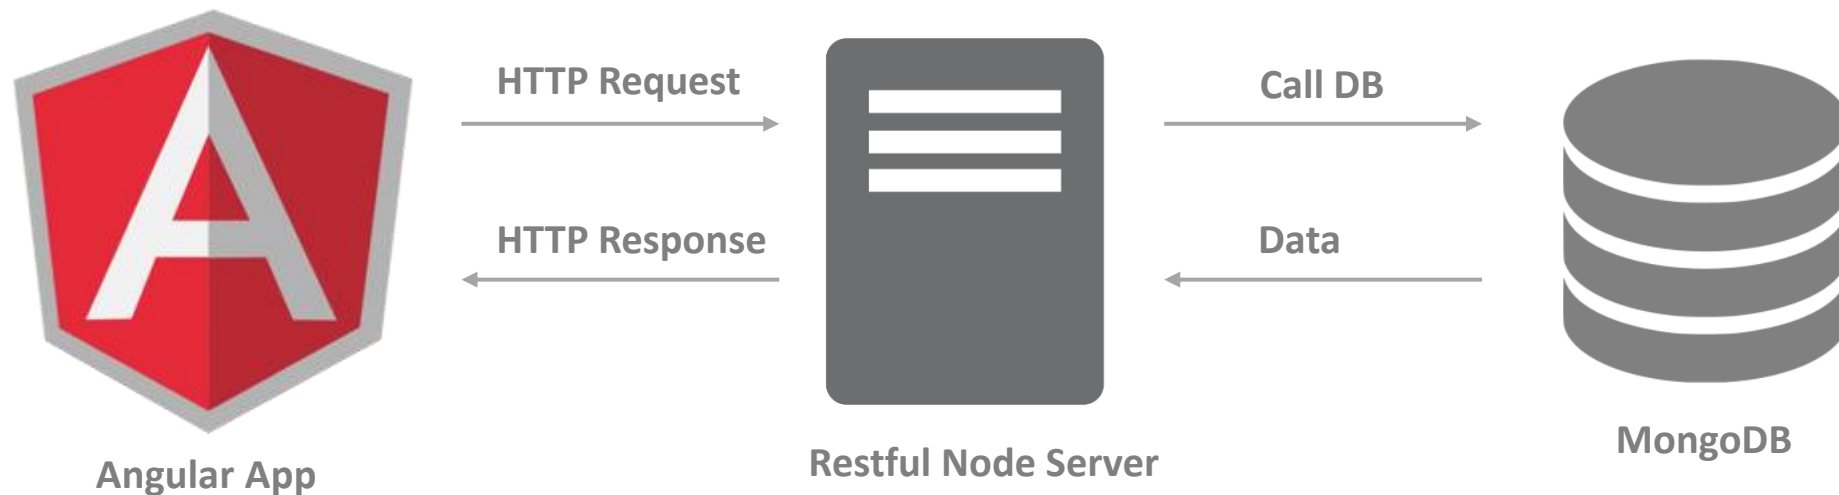 HTTP Request
Call DB
HTTP Response
Data
Angular App
Restful Node Server
MongoDB